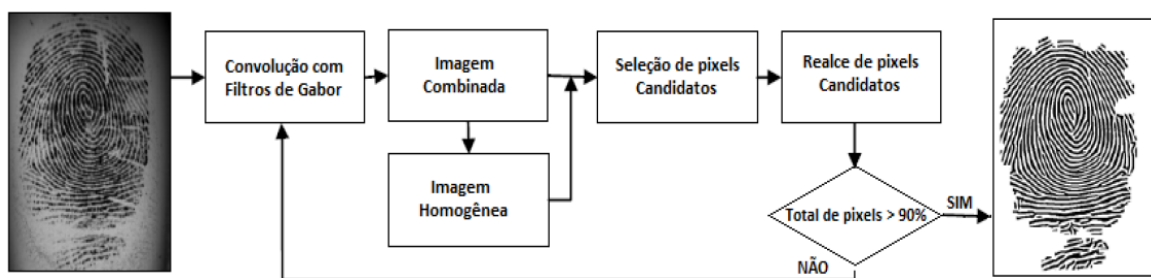 Convolução com
Filtros de Gabor
Imagem
Combinada
Imagem
Homogênea
Seleção de pixels
Candidatos
Realce de pixels
Candidatos
Total de pixels > 90%
SIM
NÃO